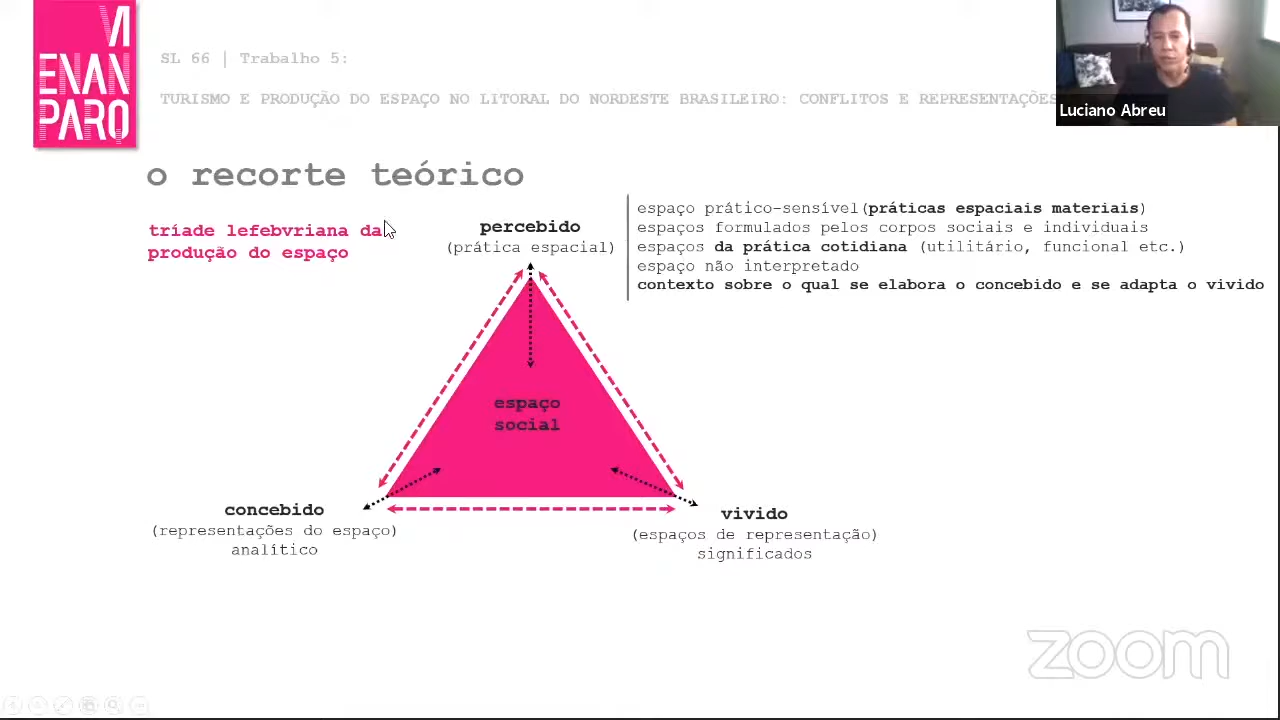 VI
ENAN
PARQ
SL 66 | Trabalho 5:
TURISMO E PRODUÇÃO DO ESPAÇO NO LITORAL DO NORDESTE BRASILEIRO: CONFLITOS E REPRESENTAÇÕES
Luciano Abreu
o recorte teórico
tríade lefebvriana da
produção do espaço
percebido
(prática espacial)
espaço prático-sensível(práticas espaciais materiais)
espaços formulados pelos corpos sociais e individuais
espaços da prática cotidiana (utilitário, funcional etc.)
espaço não interpretado
contexto sobre o qual se elabora o concebido e se adapta o vivido
espaço
social
concebido
(representações do espaço)
analítico
vivido
(espaços de representação)
significados
zoom